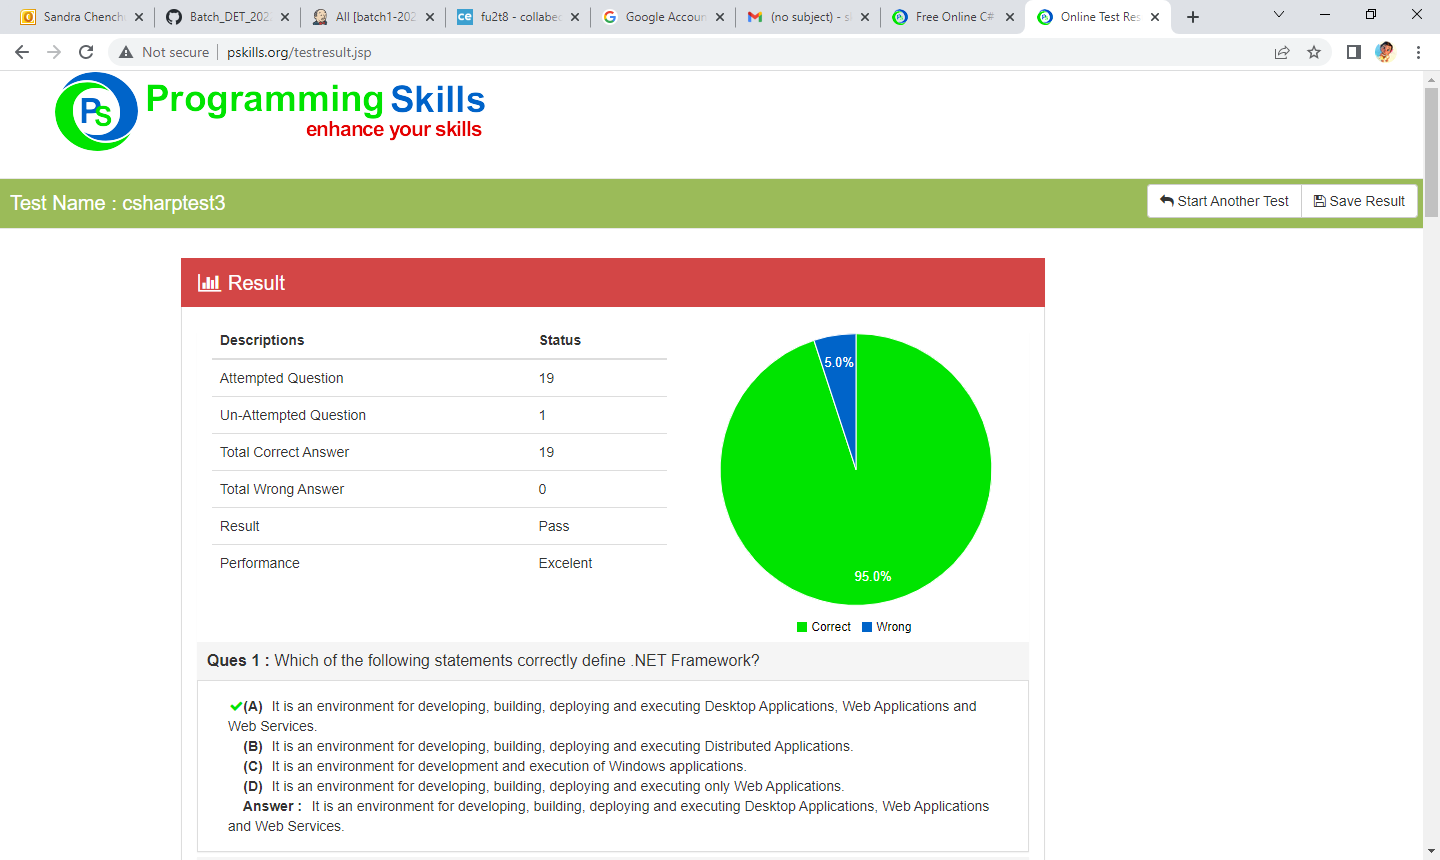 Sandra Chench
Batch_DET_202
All [batch1-202
fu2t8 - collabed
Google Accoun
(no subject) - s
Free Online C#
Online Test Res
Not secure
pskills.org/testresult.jsp
PS
Programming Skills
enhance your skills
Test Name : csharptest3
Start Another Test
Save Result
Result
Descriptions Status
Attempted Question 19
Un-Attempted Question 1
Total Correct Answer 19
Total Wrong Answer 0
Result Pass
Performance Excelent
5.0%
95.0%
Correct Wrong
Ques 1 : Which of the following statements correctly define .NET Framework?
(A) It is an environment for developing, building, deploying and executing Desktop Applications, Web Applications and
Web Services.
(B) It is an environment for developing, building, deploying and executing Distributed Applications.
(C) It is an environment for development and execution of Windows applications.
(D) It is an environment for developing, building, deploying and executing only Web Applications.
Answer : It is an environment for developing, building, deploying and executing Desktop Applications, Web Applications
and Web Services.